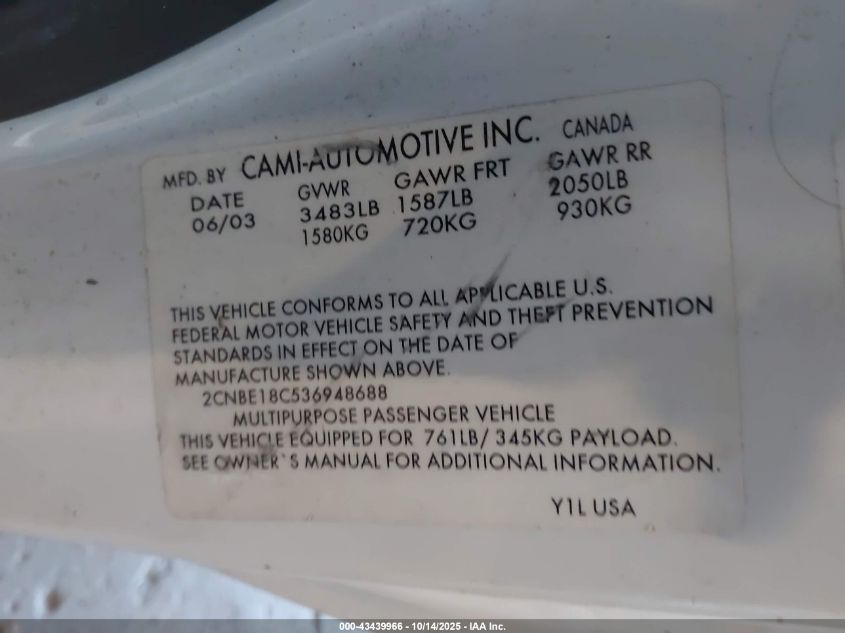 MFD. BY CAMI-AUTOMOTIVE INC. CANADA
DATE GVWR GAWR FRT GAWR RR
06/03 3483LB 1587LB 2050LB
1580KG 720KG 930KG
THIS VEHICLE CONFORMS TO ALL APPLICABLE U.S.
FEDERAL MOTOR VEHICLE SAFETY AND THEFT PREVENTION
STANDARDS IN EFFECT ON THE DATE OF
MANUFACTURE SHOWN ABOVE.
2CNBE18C536948688
MULTIPURPOSE PASSENGER VEHICLE
THIS VEHICLE EQUIPPED FOR 761LB/ 345KG PAYLOAD.
SEE OWNER`S MANUAL FOR ADDITIONAL INFORMATION.
Y1L USA
000-43439966 - 10/14/2025 - IAA Inc.